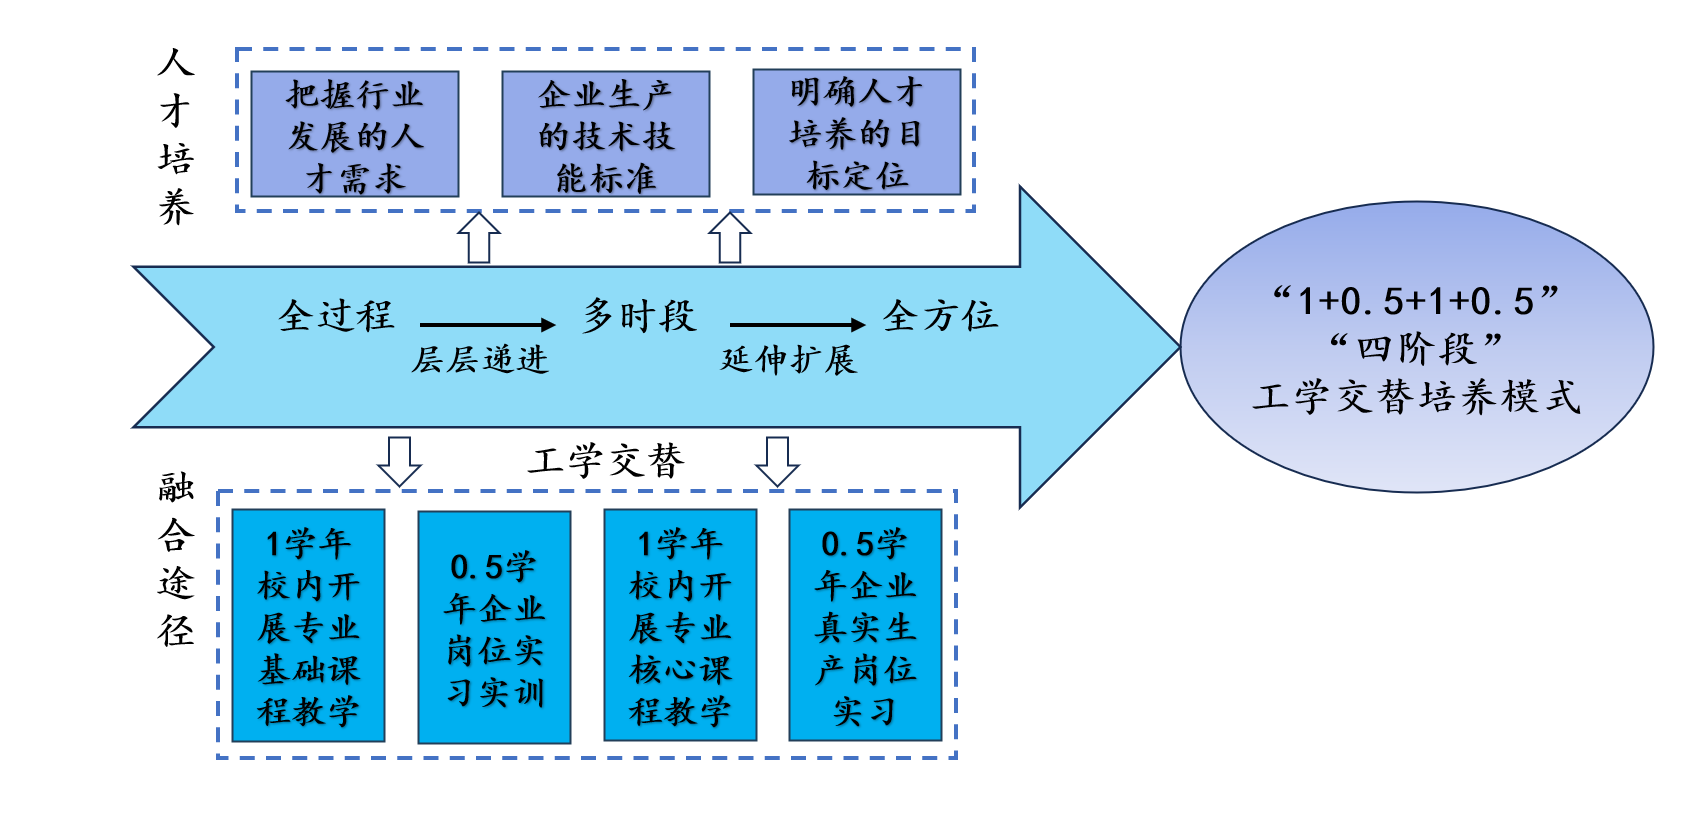 人才培养
把握行业
发展的人
才需求
企业生产
的技术技
能标准
明确人才
培养的目
标定位
全过程
层层递进
多时段
延伸扩展
全方位
“1+0.5+1+0.5”
“四阶段”
工学交替培养模式
工学交替
融合途径
1学年
校内开
展专业
基础课
程教学
0.5学
年企业
岗位实
习实训
1学年
校内开
展专业
核心课
程教学
0.5学
年企业
真实生
产岗位
实习